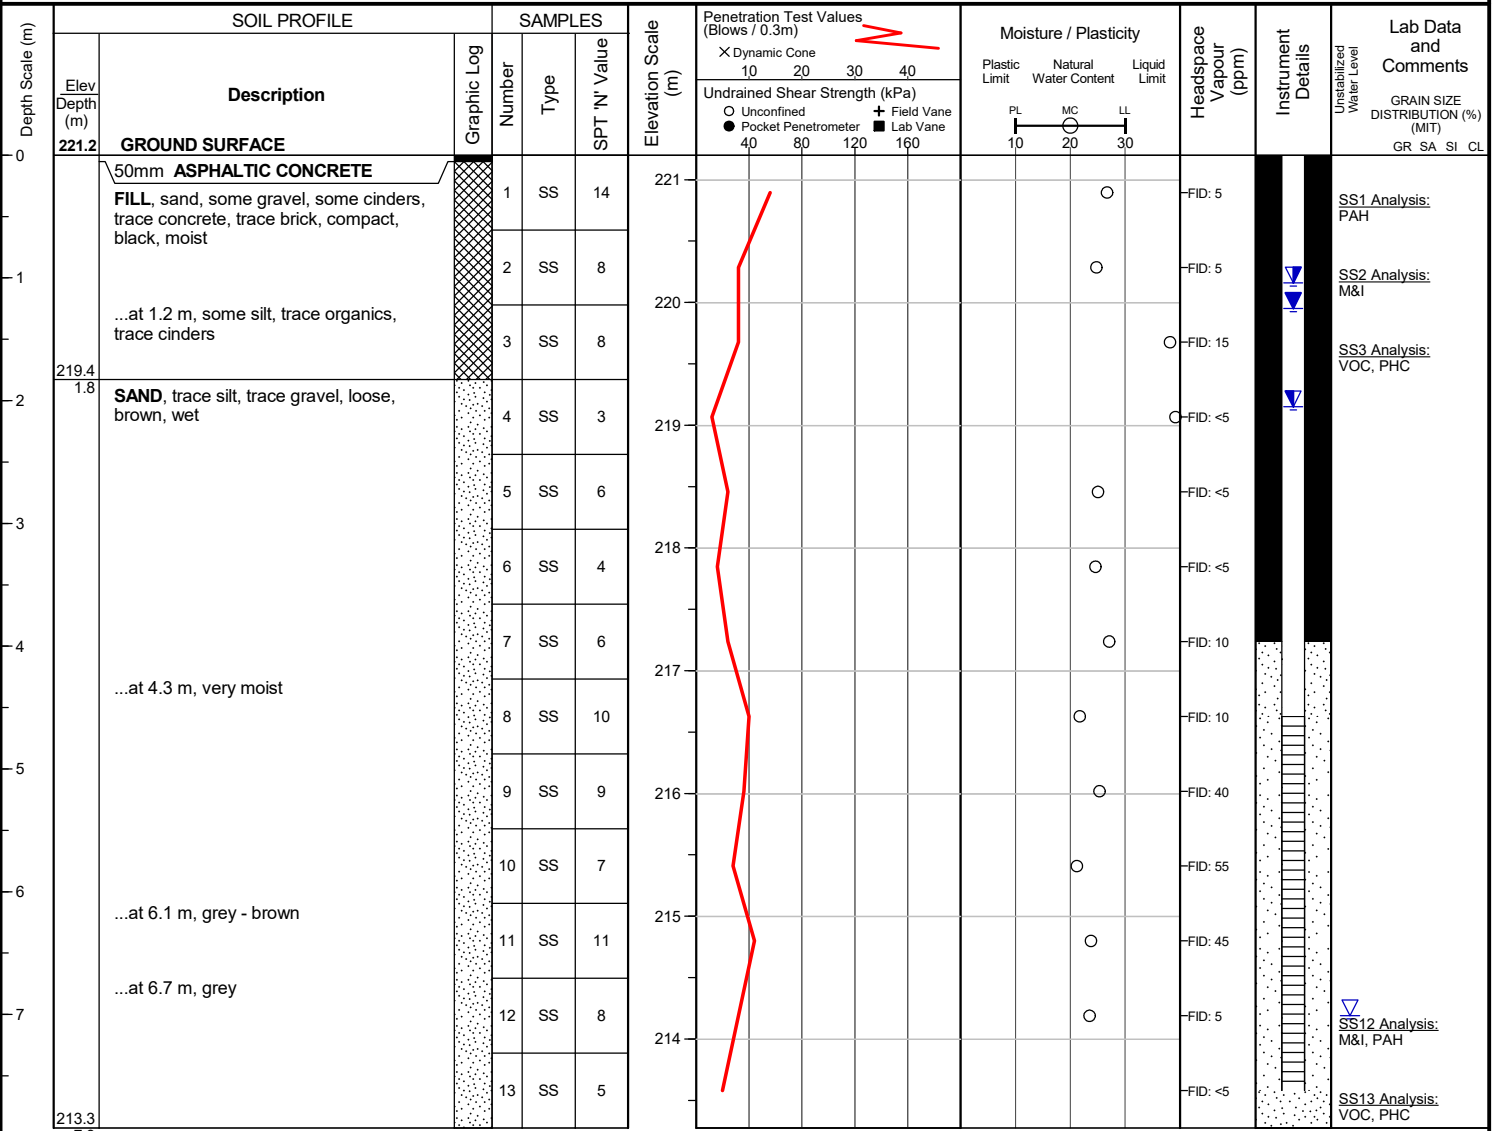 SOIL PROFILE
SAMPLES
Depth Scale (m)
Elev
Depth
(m)
221.2
Description
GROUND SURFACE
Graphic Log
Number
Type
SPT 'N' Value
Elevation Scale
(m)
Penetration Test Values
(Blows / 0.3m)
× Dynamic Cone
10 20 30 40
Undrained Shear Strength (kPa)
Unconfined
Field Vane
Pocket Penetrometer
Lab Vane
40 80 120 160
Moisture / Plasticity
Plastic
Limit
Natural
Water Content
Liquid
Limit
PL MC LL
10 20 30
Headspace
Vapour
(ppm)
Instrument
Details
Unstabilized
Water Level
Lab Data
and
Comments
GRAIN SIZE
DISTRIBUTION (%)
(MIT)
GR SA SI CL
0
50mm ASPHALTIC CONCRETE
FILL, sand, some gravel, some cinders,
trace concrete, trace brick, compact,
black, moist
1 SS 14
221
FID: 5
SS1 Analysis:
PAH
1
2 SS 8
FID: 5
SS2 Analysis:
M&I
220
...at 1.2 m, some silt, trace organics,
trace cinders
3 SS 8
FID: 15
SS3 Analysis:
VOC, PHC
219.4
1.8
2
SAND, trace silt, trace gravel, loose,
brown, wet
4 SS 3
219
FID: <5
5 SS 6
FID: <5
3
218
6 SS 4
FID: <5
4
7 SS 6
FID: 10
217
...at 4.3 m, very moist
8 SS 10
FID: 10
5
9 SS 9
216
FID: 40
10 SS 7
FID: 55
6
...at 6.1 m, grey - brown
215
11 SS 11
FID: 45
...at 6.7 m, grey
7
12 SS 8
FID: 5
SS12 Analysis:
M&I, PAH
214
13 SS 5
FID: <5
SS13 Analysis:
VOC, PHC
213.3